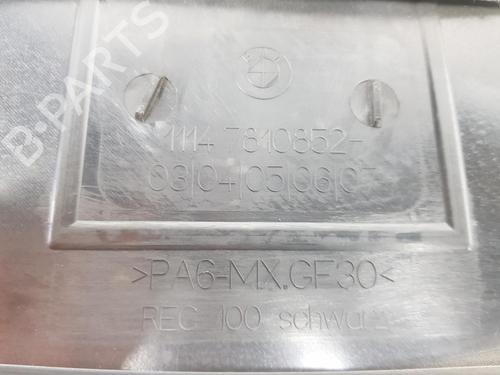 B-PARTS
1114 7810852-
03|04|05|06|07
>PA6-MX.GF30<
REC 100 schwarz